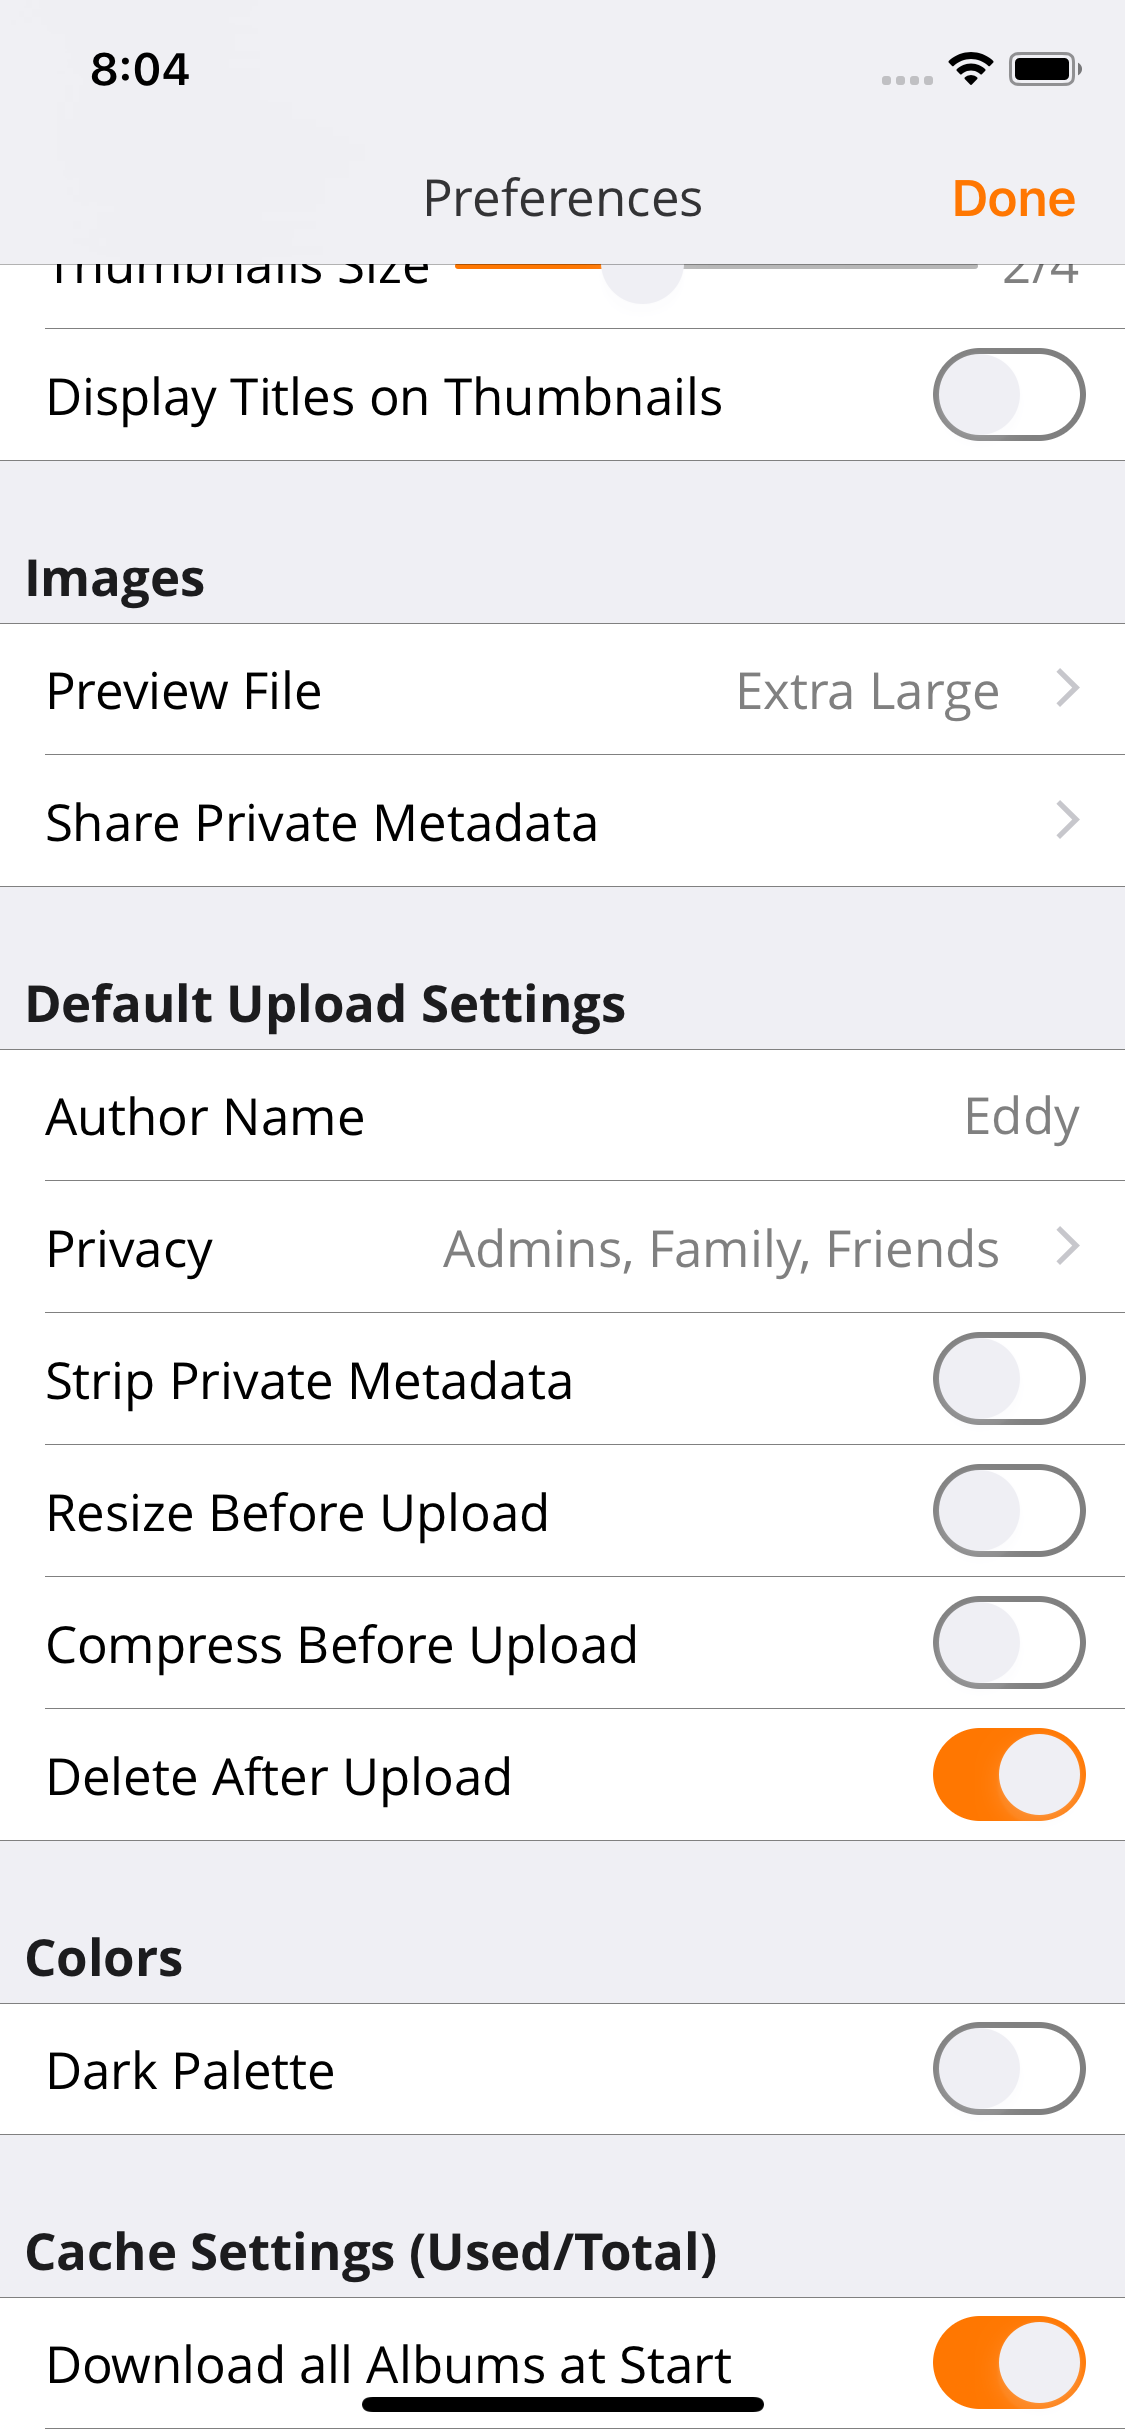 8:04
Preferences Done
Thumbnails Size 2/4
Display Titles on Thumbnails
Images
Preview File Extra Large
Share Private Metadata
Default Upload Settings
Author Name Eddy
Privacy Admins, Family, Friends
Strip Private Metadata
Resize Before Upload
Compress Before Upload
Delete After Upload
Colors
Dark Palette
Cache Settings (Used/Total)
Download all Albums at Start